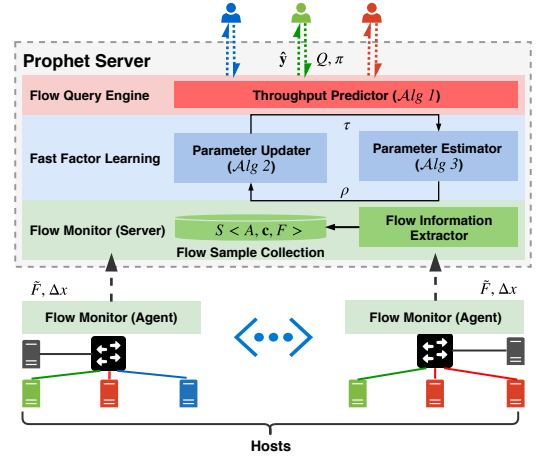 Prophet Server
ŷ
Q, π
Flow Query Engine
Throughput Predictor (Alg 1)
τ
Fast Factor Learning
Parameter Updater
(Alg 2)
Parameter Estimator
(Alg 3)
ρ
Flow Monitor (Server)
S < A, c, F >
Flow Sample Collection
Flow Information
Extractor
F̃, Δx
F̃, Δx
Flow Monitor (Agent)
Flow Monitor (Agent)
Hosts